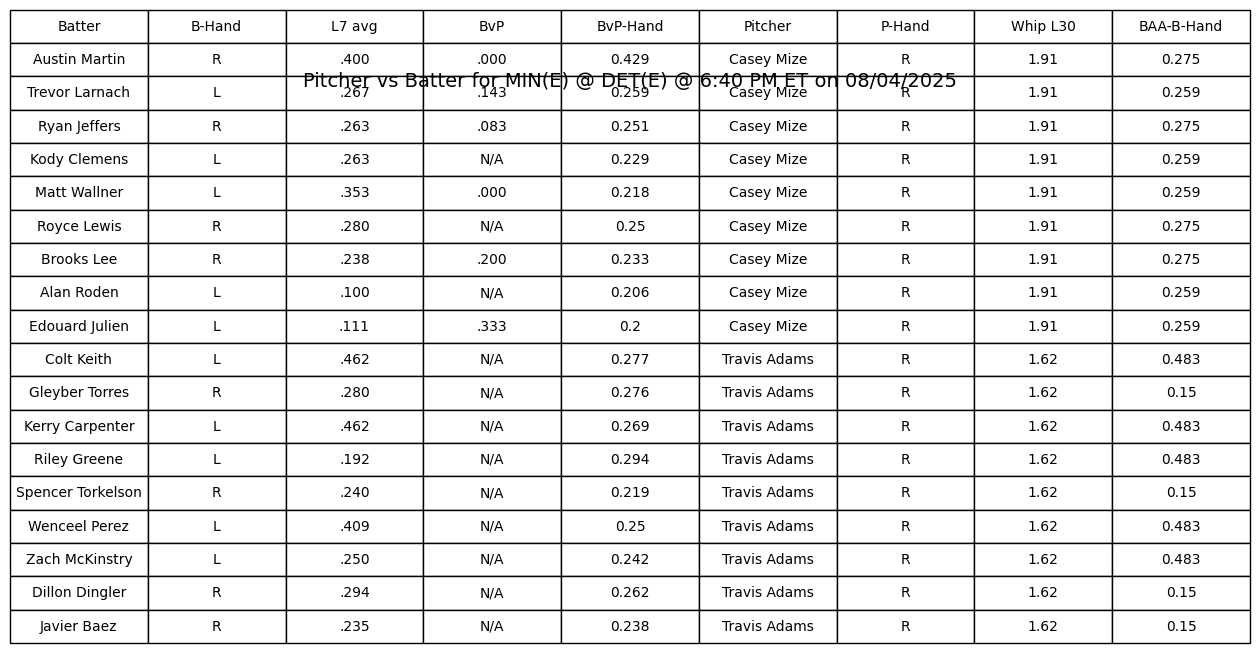 Batter B-Hand L7 avg BvP BvP-Hand Pitcher P-Hand Whip L30 BAA-B-Hand
Austin Martin R .400 .000 0.429 Casey Mize R 1.91 0.275
Pitcher vs Batter for MIN(E) @ DET(E) @ 6:40 PM ET on 08/04/2025
Trevor Larnach L .267 .143 0.259 Casey Mize R 1.91 0.259
Ryan Jeffers R .263 .083 0.251 Casey Mize R 1.91 0.275
Kody Clemens L .263 N/A 0.229 Casey Mize R 1.91 0.259
Matt Wallner L .353 .000 0.218 Casey Mize R 1.91 0.259
Royce Lewis R .280 N/A 0.25 Casey Mize R 1.91 0.275
Brooks Lee R .238 .200 0.233 Casey Mize R 1.91 0.275
Alan Roden L .100 N/A 0.206 Casey Mize R 1.91 0.259
Edouard Julien L .111 .333 0.2 Casey Mize R 1.91 0.259
Colt Keith L .462 N/A 0.277 Travis Adams R 1.62 0.483
Gleyber Torres R .280 N/A 0.276 Travis Adams R 1.62 0.15
Kerry Carpenter L .462 N/A 0.269 Travis Adams R 1.62 0.483
Riley Greene L .192 N/A 0.294 Travis Adams R 1.62 0.483
Spencer Torkelson R .240 N/A 0.219 Travis Adams R 1.62 0.15
Wenceel Perez L .409 N/A 0.25 Travis Adams R 1.62 0.483
Zach McKinstry L .250 N/A 0.242 Travis Adams R 1.62 0.483
Dillon Dingler R .294 N/A 0.262 Travis Adams R 1.62 0.15
Javier Baez R .235 N/A 0.238 Travis Adams R 1.62 0.15